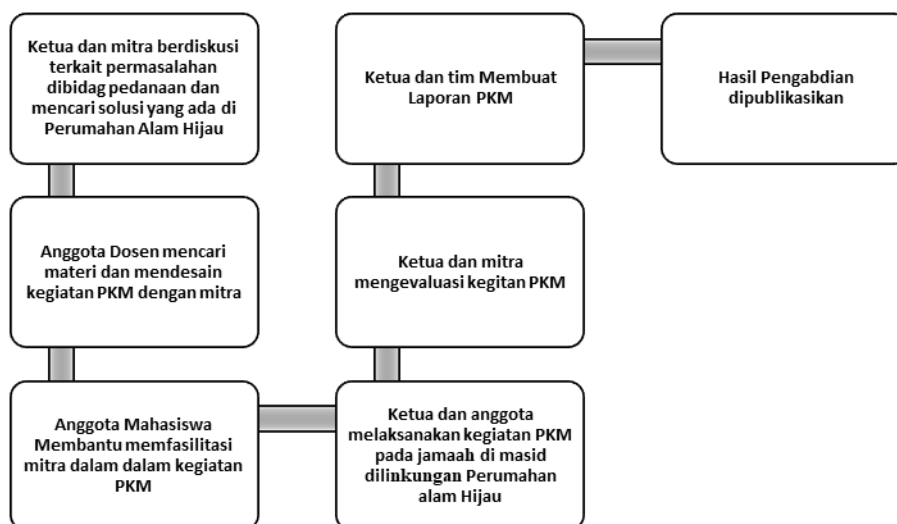 Ketua dan mitra berdiskusi
terkait permasalahan
dibidag pedanaan dan
mencari solusi yang ada di
Perumahan Alam Hijau
Anggota Dosen mencari
materi dan mendesain
kegiatan PKM dengan mitra
Anggota Mahasiswa
Membantu memfasilitasi
mitra dalam dalam kegiatan
PKM
Ketua dan anggota
melaksanakan kegiatan PKM
pada jamaah di masid
dilinkungan Perumahan
alam Hijau
Ketua dan mitra
mengevaluasi kegitan PKM
Ketua dan tim Membuat
Laporan PKM
Hasil Pengabdian
dipublikasikan